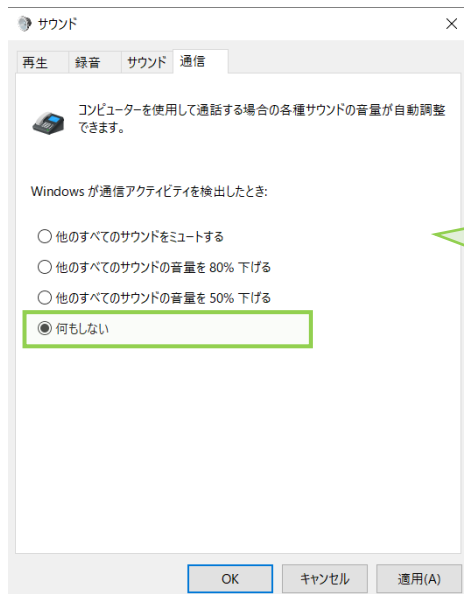 サウンド
再生 録音 サウンド 通信
コンピューターを使用して通話する場合の各種サウンドの音量が自動調整
できます。
Windows が通信アクティビティを検出したとき:
他のすべてのサウンドをミュートする
他のすべてのサウンドの音量を 80% 下げる
他のすべてのサウンドの音量を 50% 下げる
何もしない
OK キャンセル 適用(A)